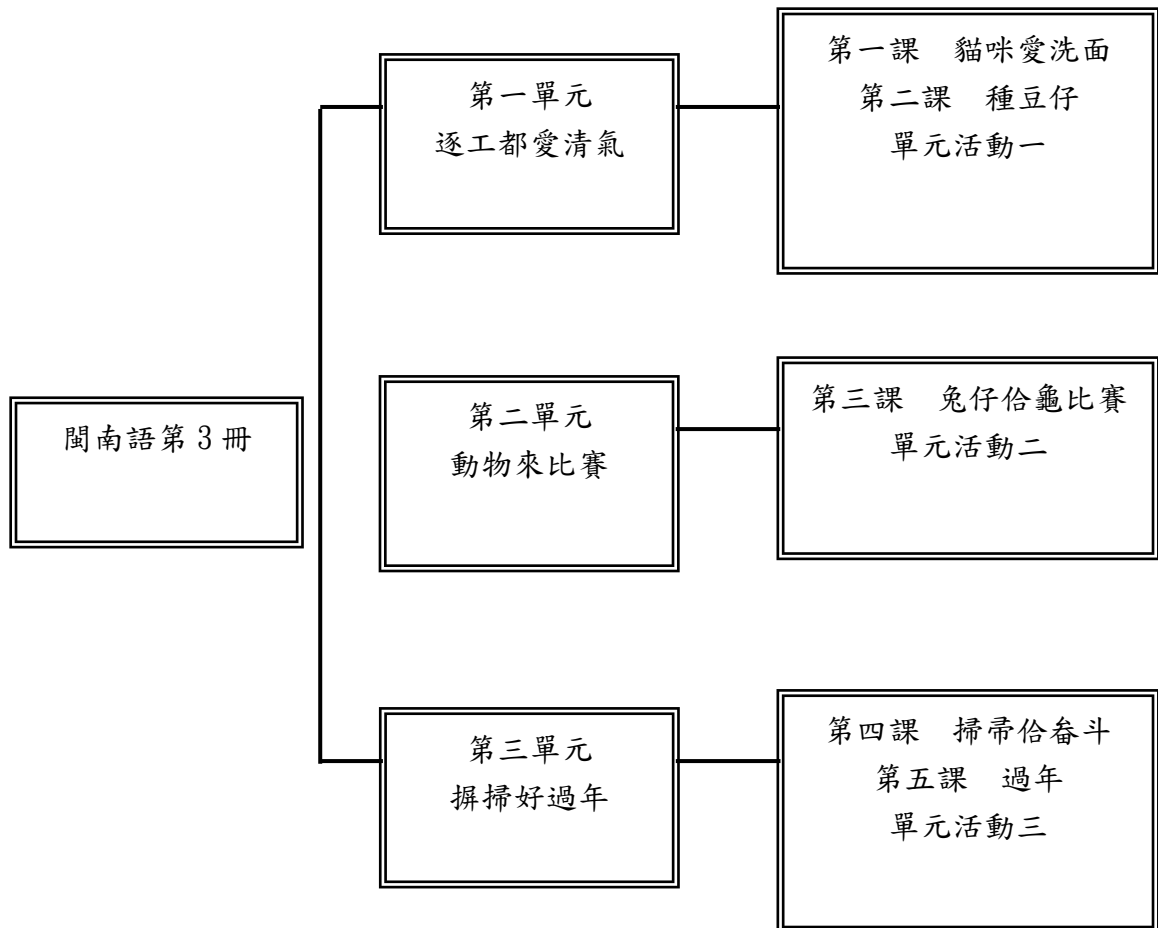 閩南語第3冊
第一單元
逐工都愛清氣
第一課　貓咪愛洗面
第二課　種豆仔
單元活動一
第二單元
動物來比賽
第三課　兔仔佮龜比賽
單元活動二
第三單元
摒掃好過年
第四課　掃帚佮畚斗
第五課　過年
單元活動三